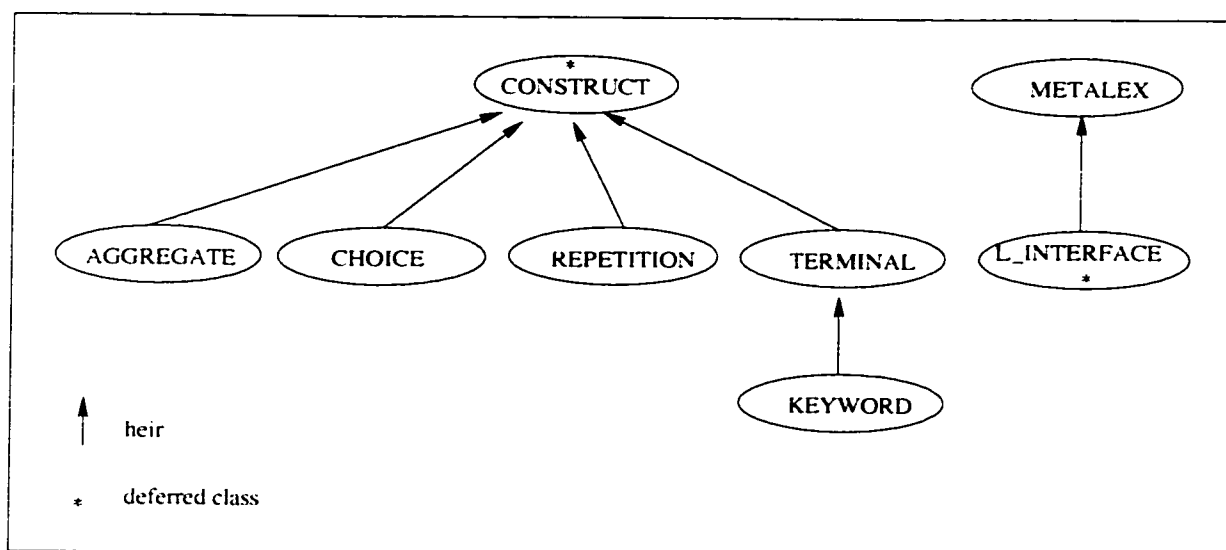 *
CONSTRUCT
METALEX
AGGREGATE
CHOICE
REPETITION
TERMINAL
L_INTERFACE
*
KEYWORD
heir
* deferred class